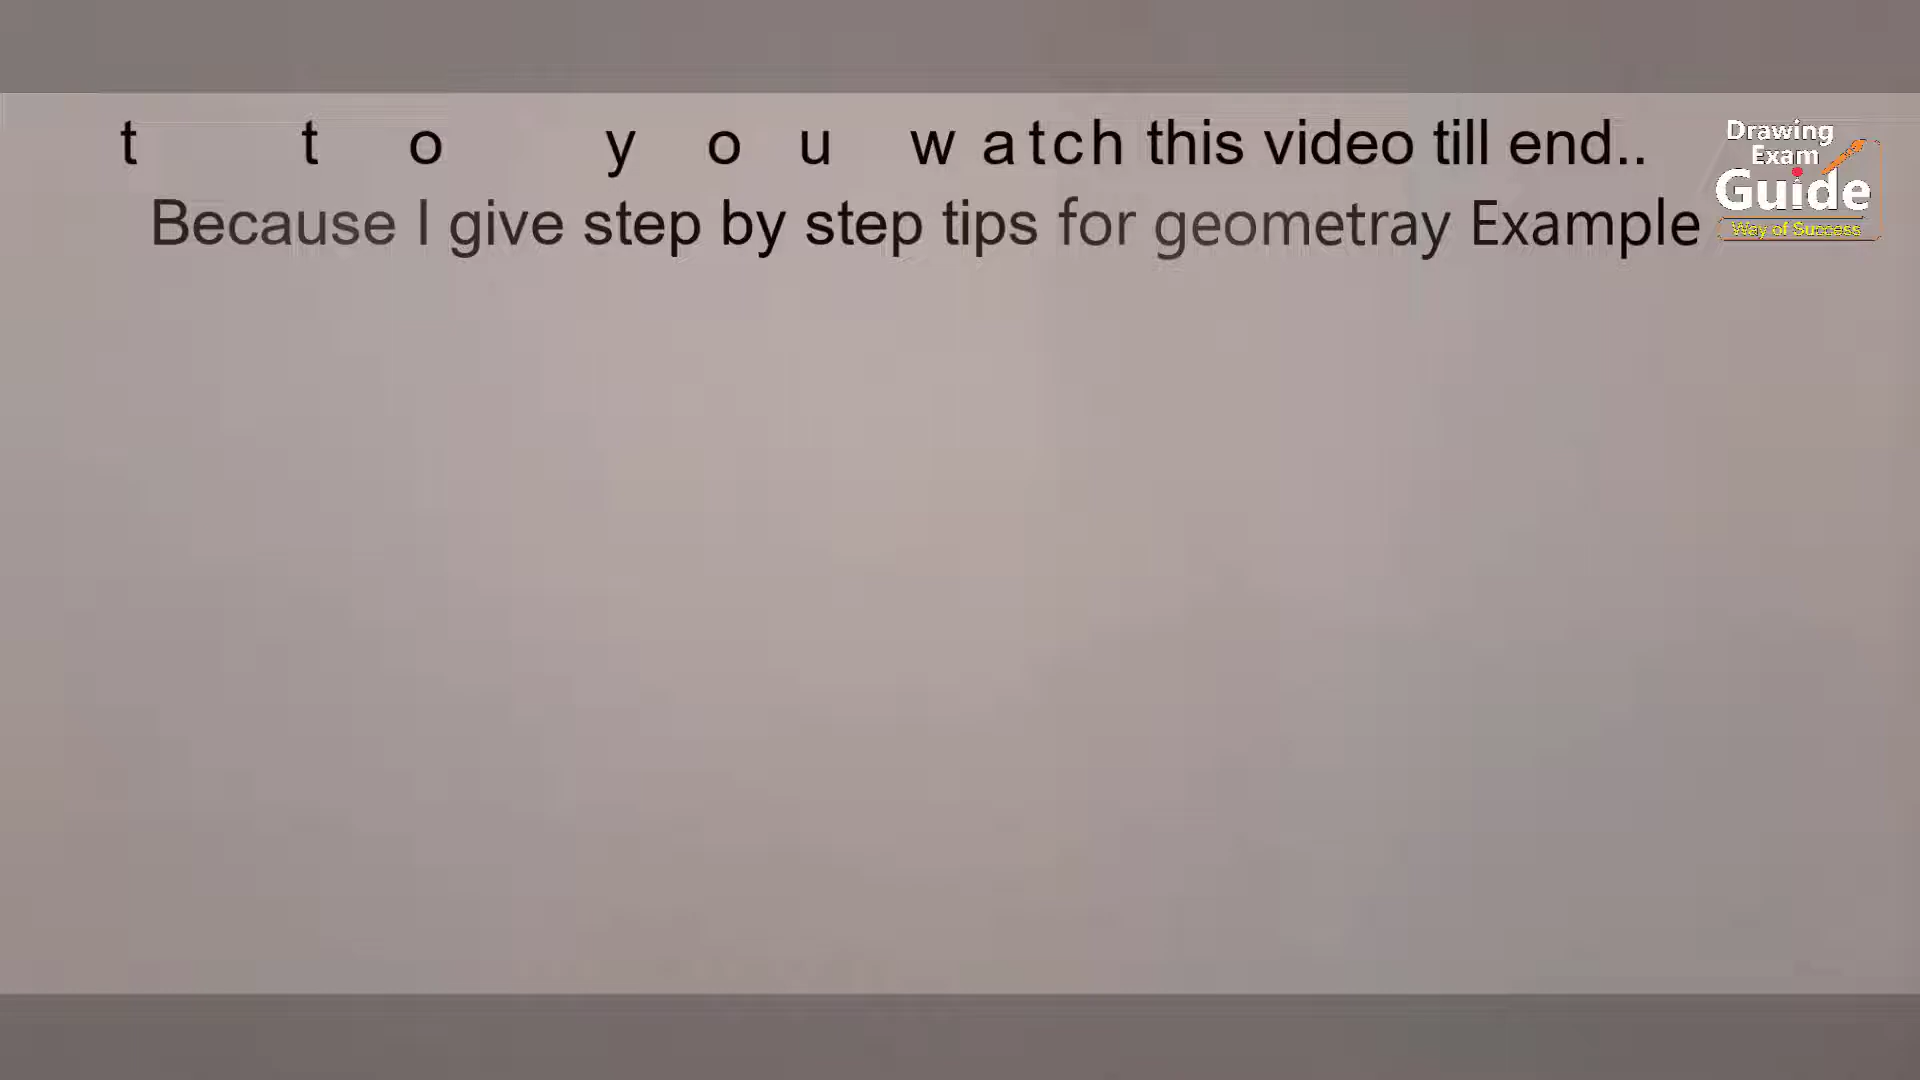 t t o y o u w a t c h this video till end..
Because I give step by step tips for geometray Example
Drawing
Exam
Guide
Way of Success